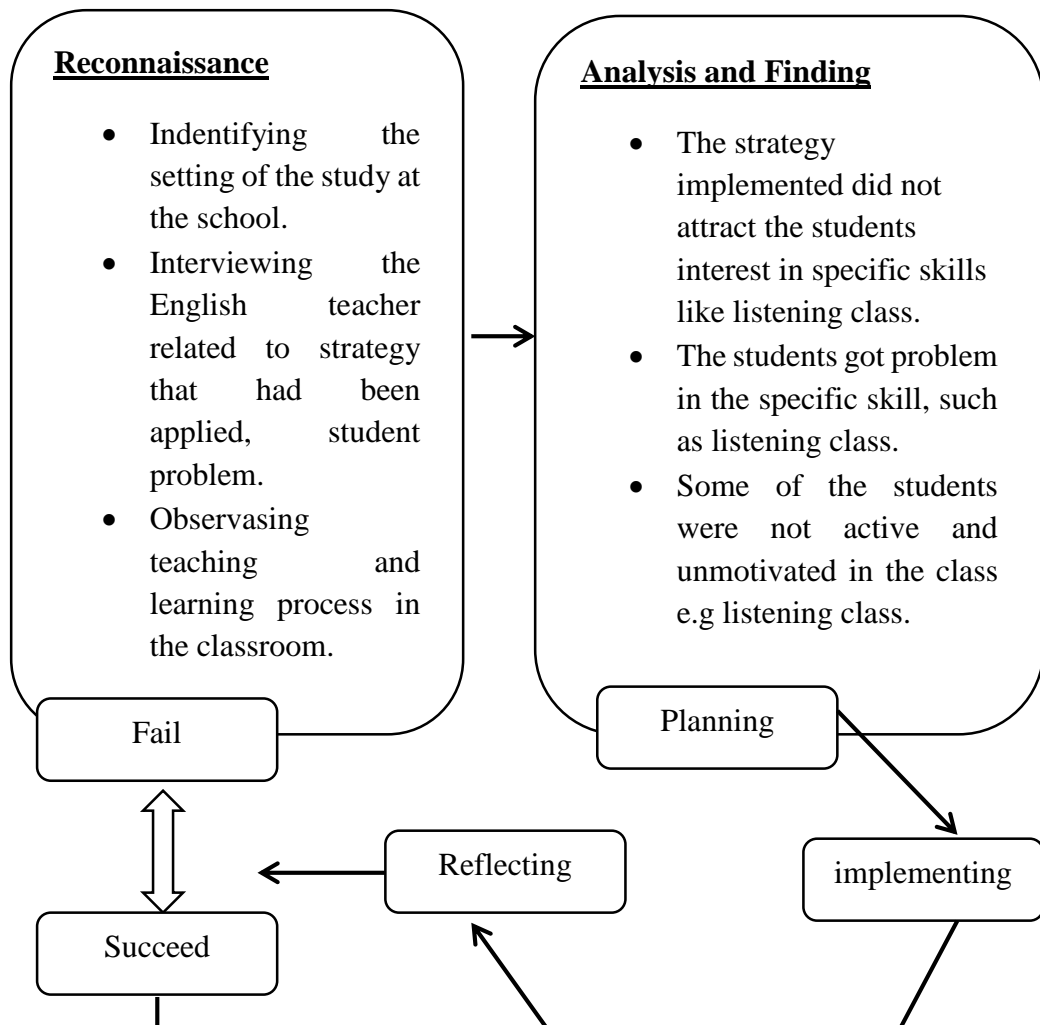 Reconnaissance
• Indentifying the
setting of the study at
the school.
• Interviewing the
English teacher
related to strategy
that had been
applied, student
problem.
• Observasing
teaching and
learning process in
the classroom.
Analysis and Finding
• The strategy
implemented did not
attract the students
interest in specific skills
like listening class.
• The students got problem
in the specific skill, such
as listening class.
• Some of the students
were not active and
unmotivated in the class
e.g listening class.
Fail
Planning
Reflecting
implementing
Succeed